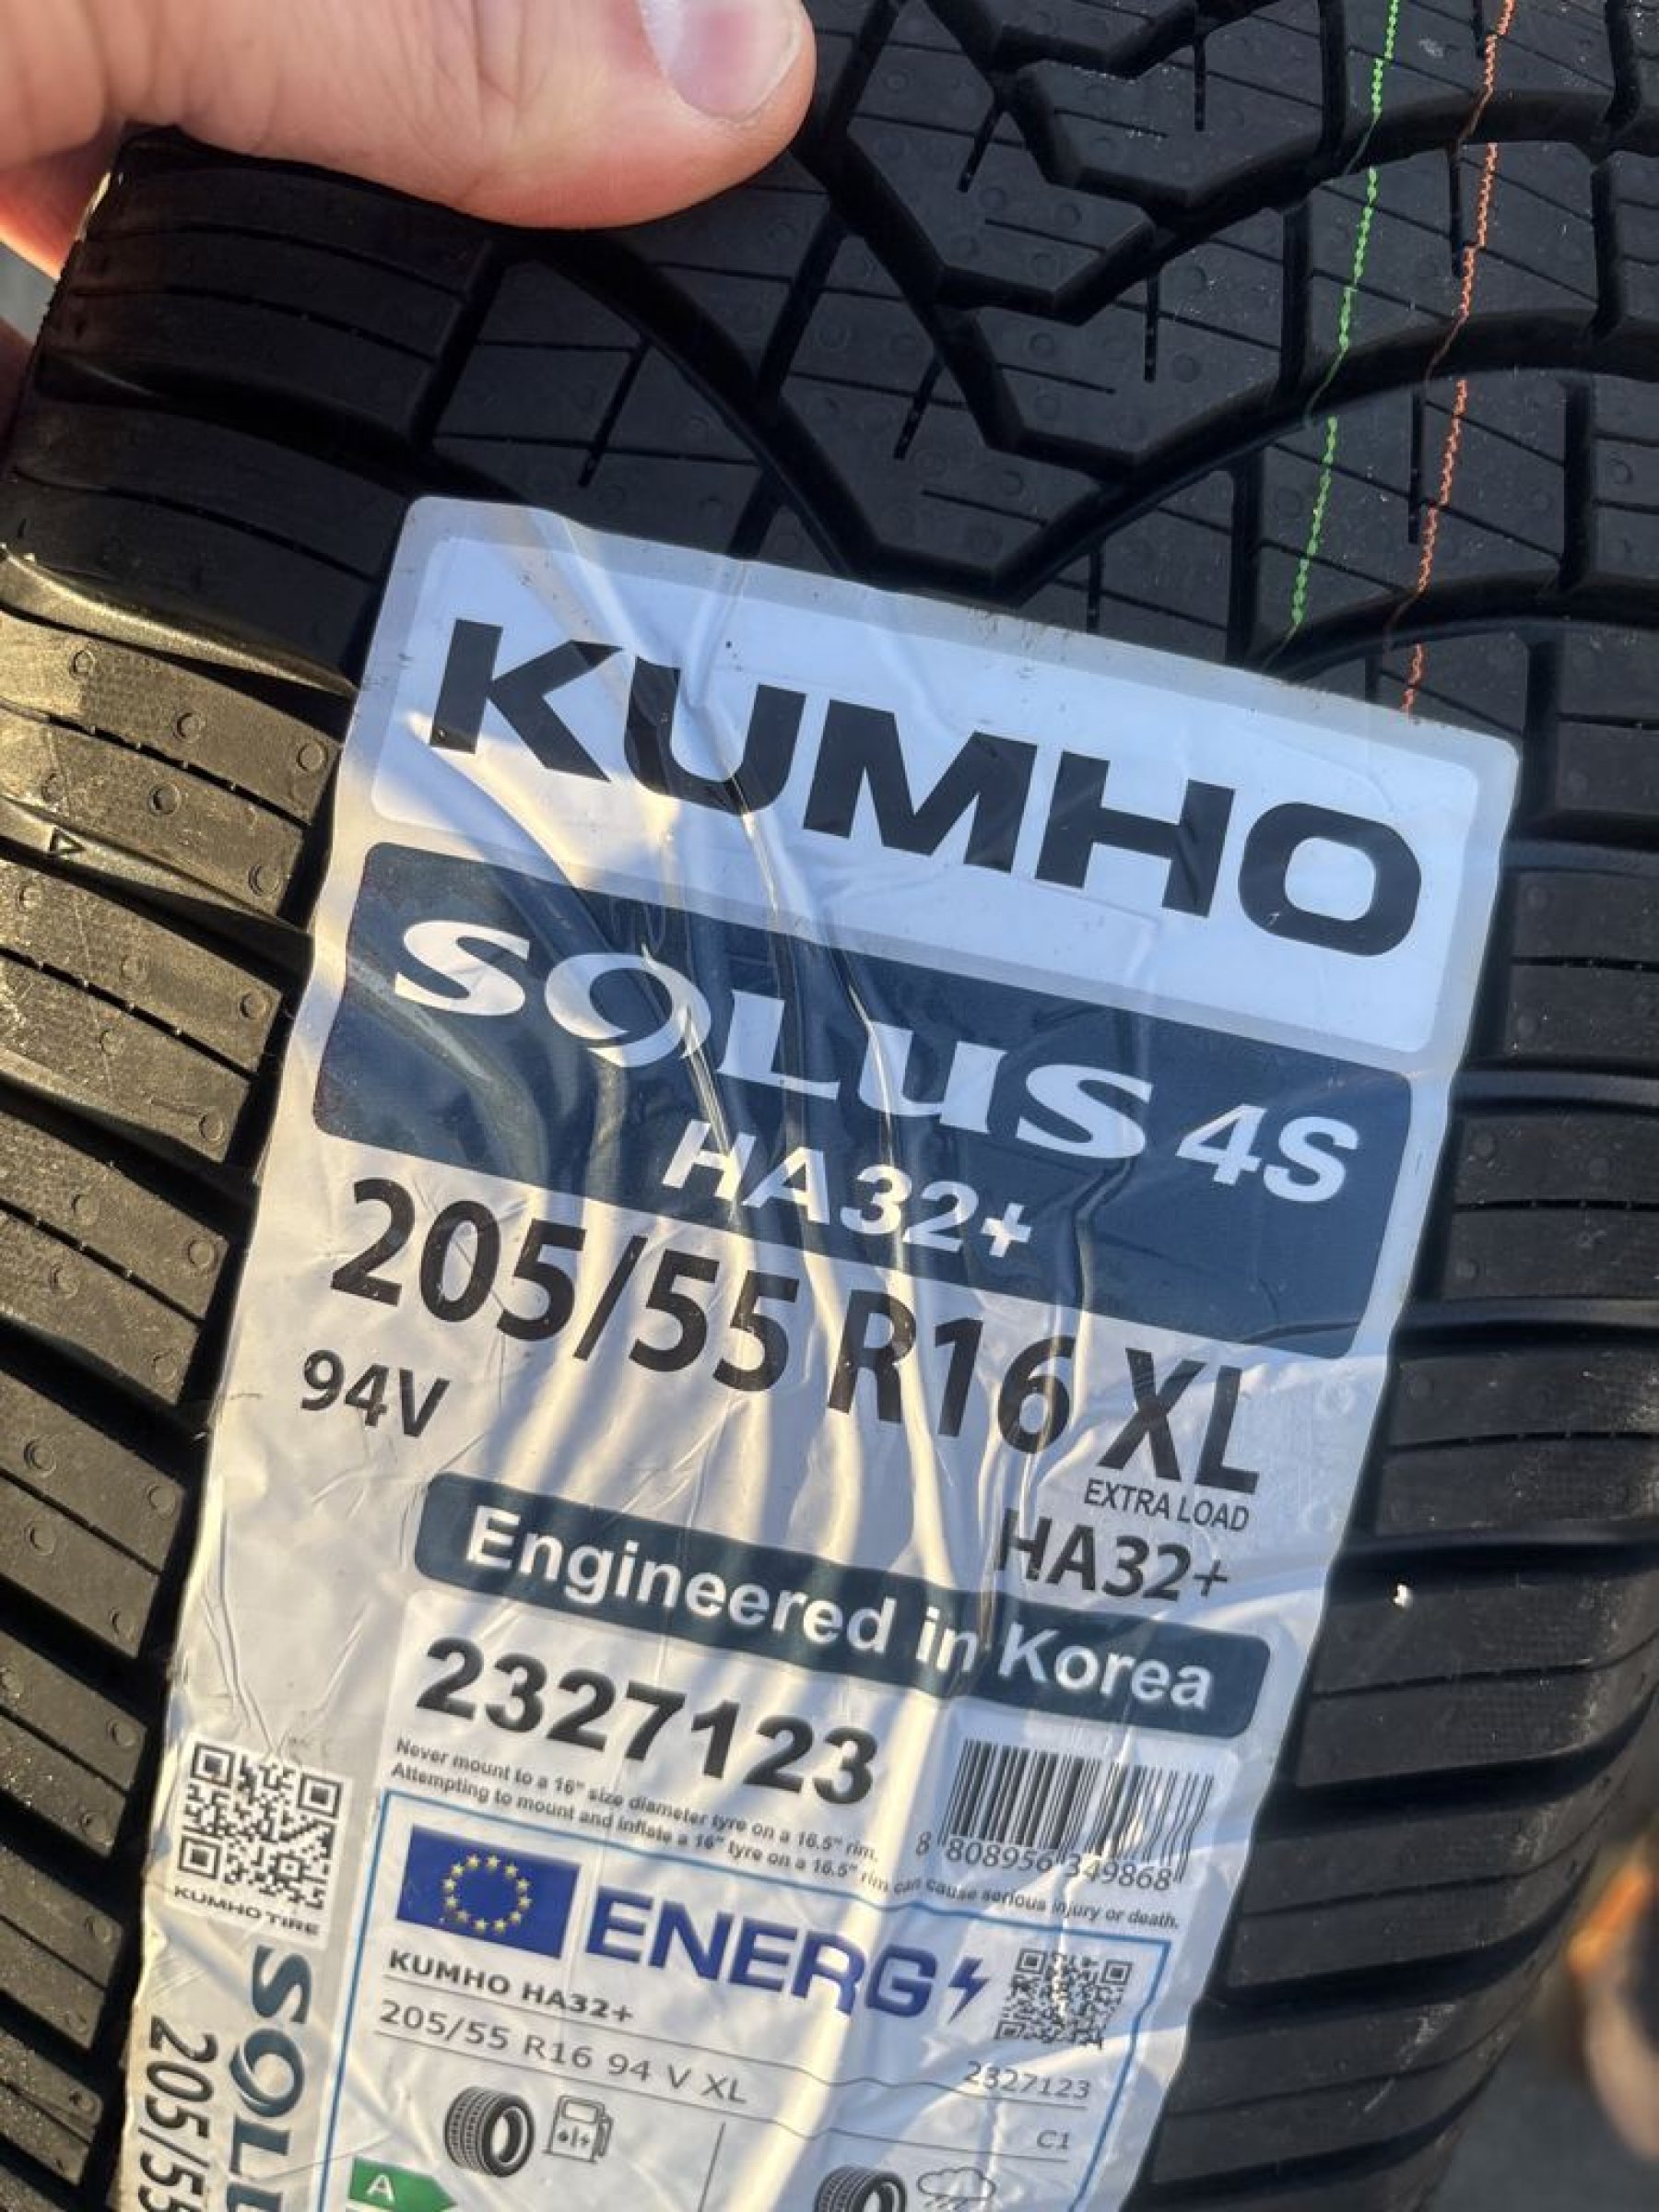 KUMHO
SOLUS 4S
HA32+
205/55 R16 XL
94V
EXTRA LOAD
HA32+
Engineered in Korea
2327123
Never mount to a 16" size diameter tyre on a 16.5" rim.
Attempting to mount and inflate a 16" tyre on a 16.5" rim can cause serious injury or death.
8 808956 349868
KUMHO TIRE
ENERG
KUMHO HA32+
205/55 R16 94 V XL
2327123
C1
A
SOLU
205/55